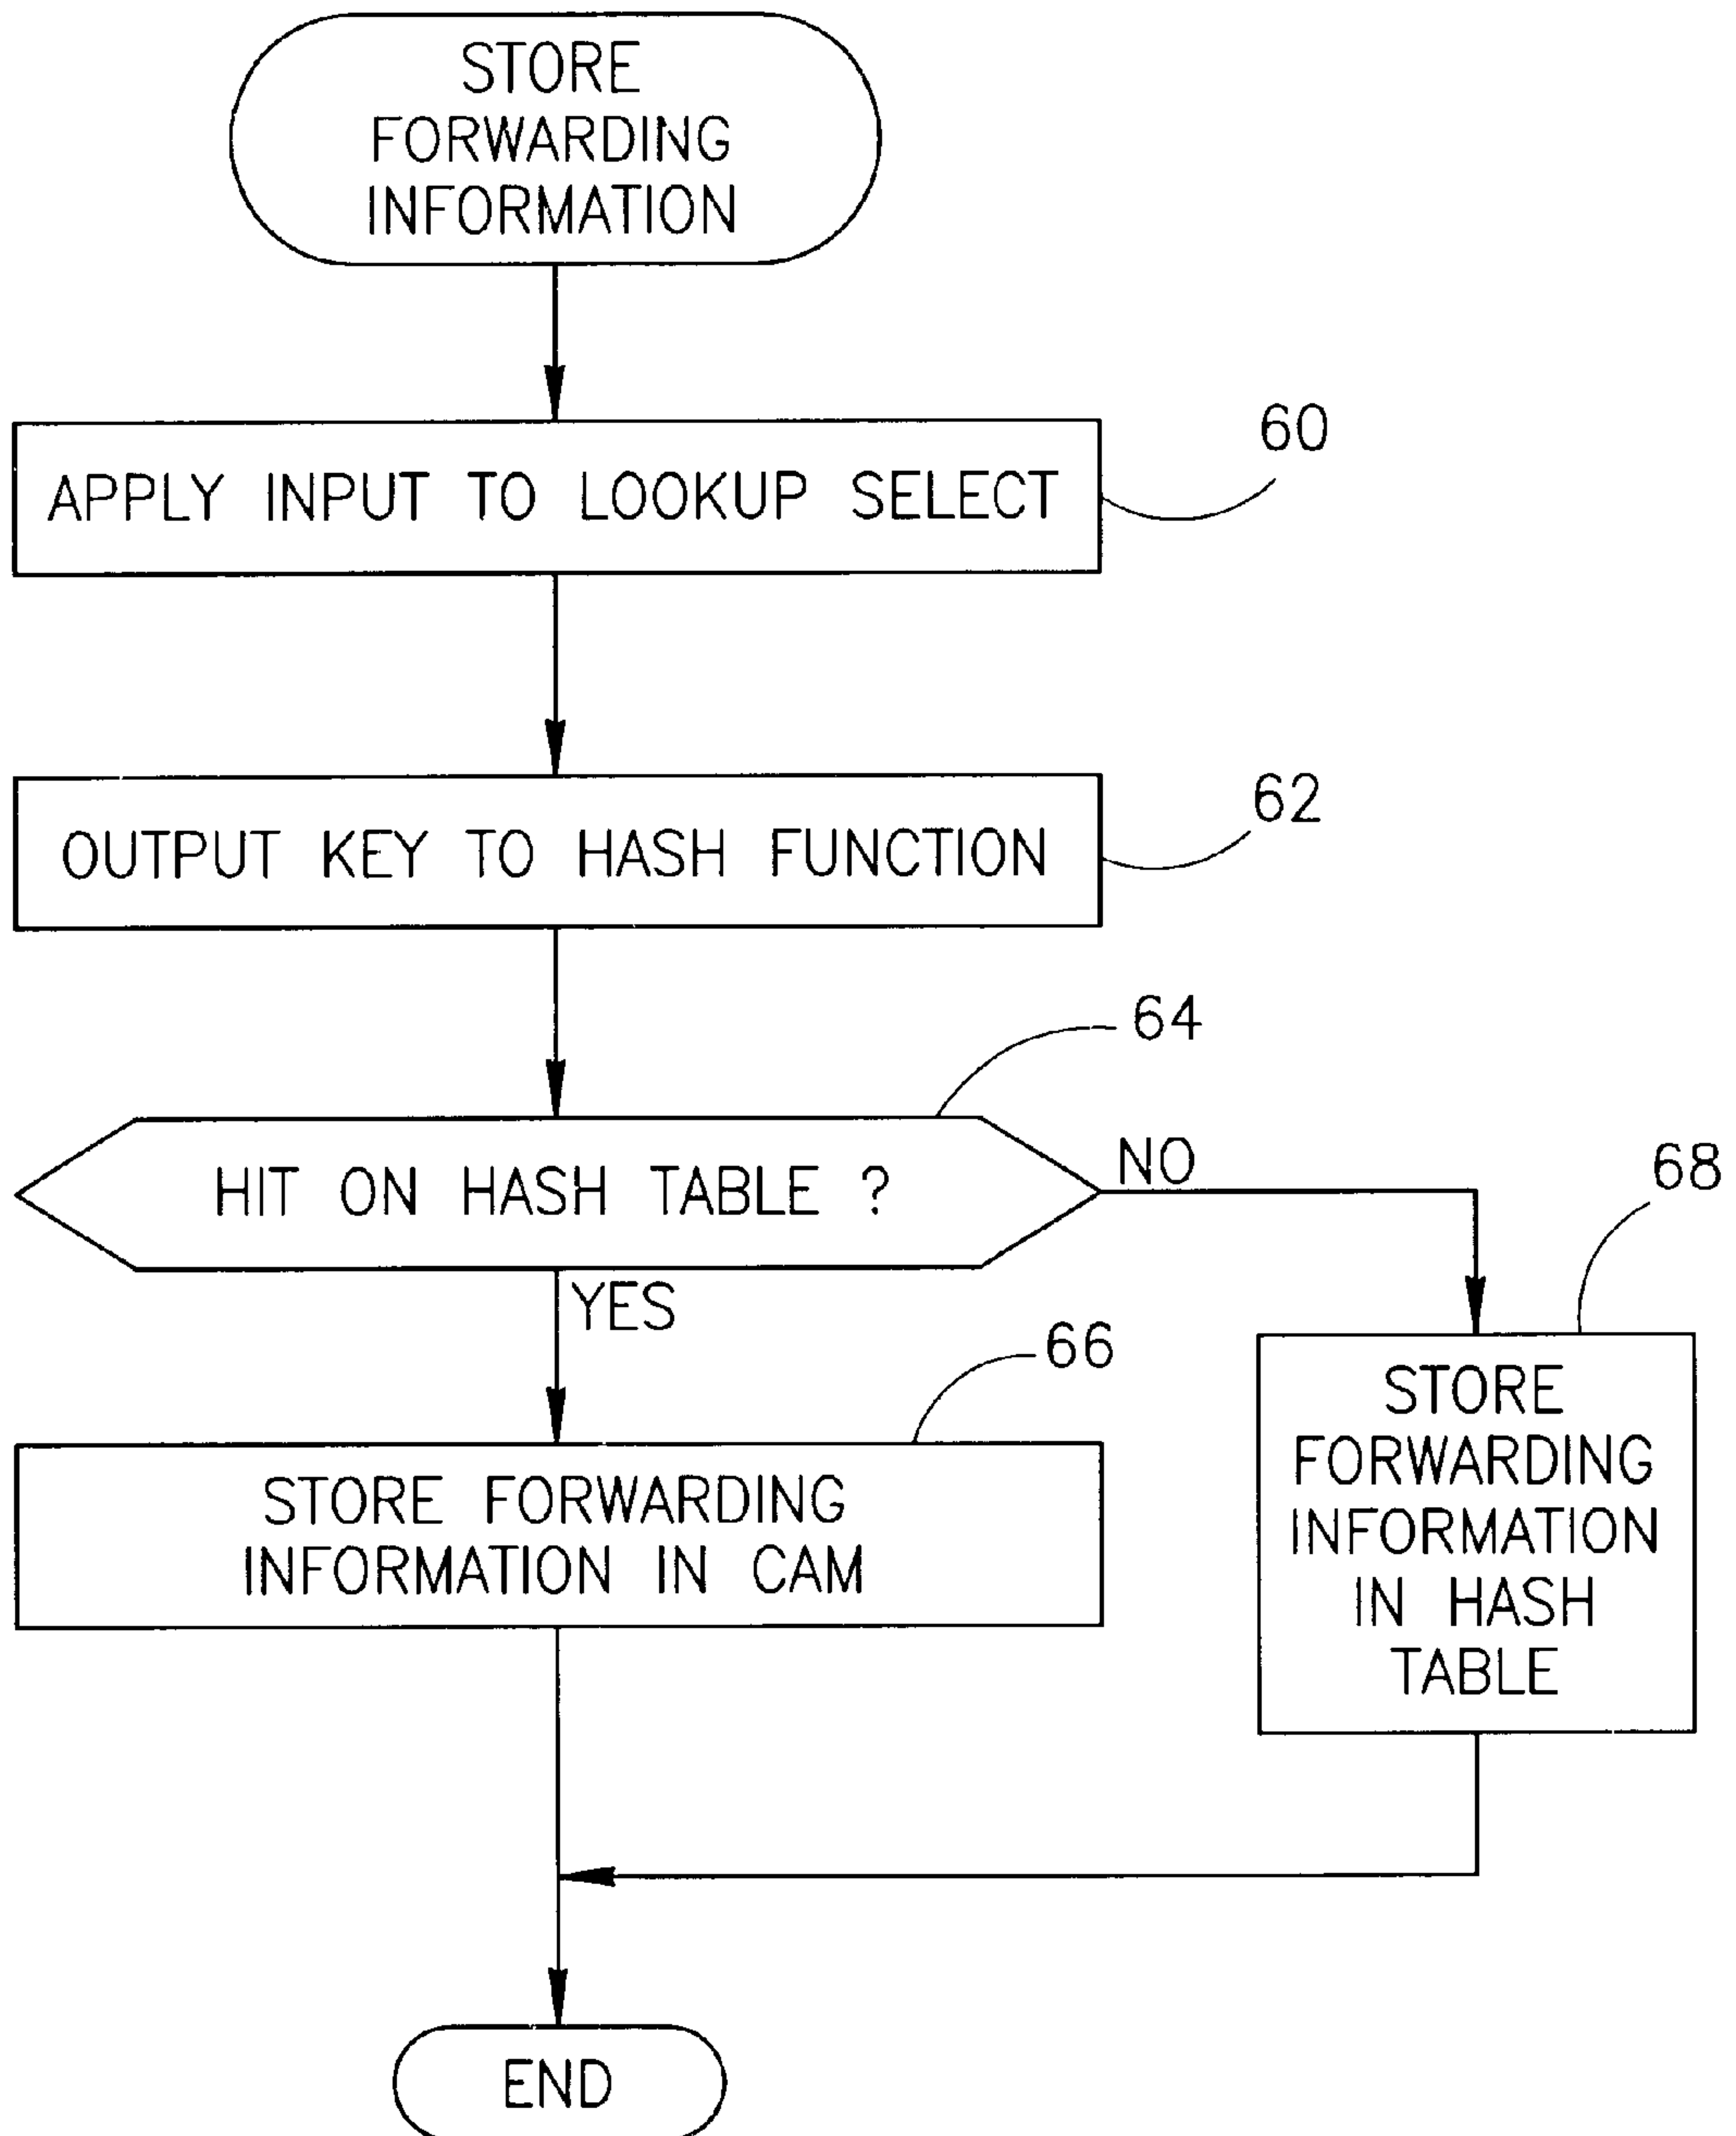 STORE
FORWARDING
INFORMATION
APPLY INPUT TO LOOKUP SELECT
60
OUTPUT KEY TO HASH FUNCTION
62
64
HIT ON HASH TABLE ?
NO
YES
68
66
STORE FORWARDING
INFORMATION IN CAM
STORE
FORWARDING
INFORMATION
IN HASH
TABLE
END